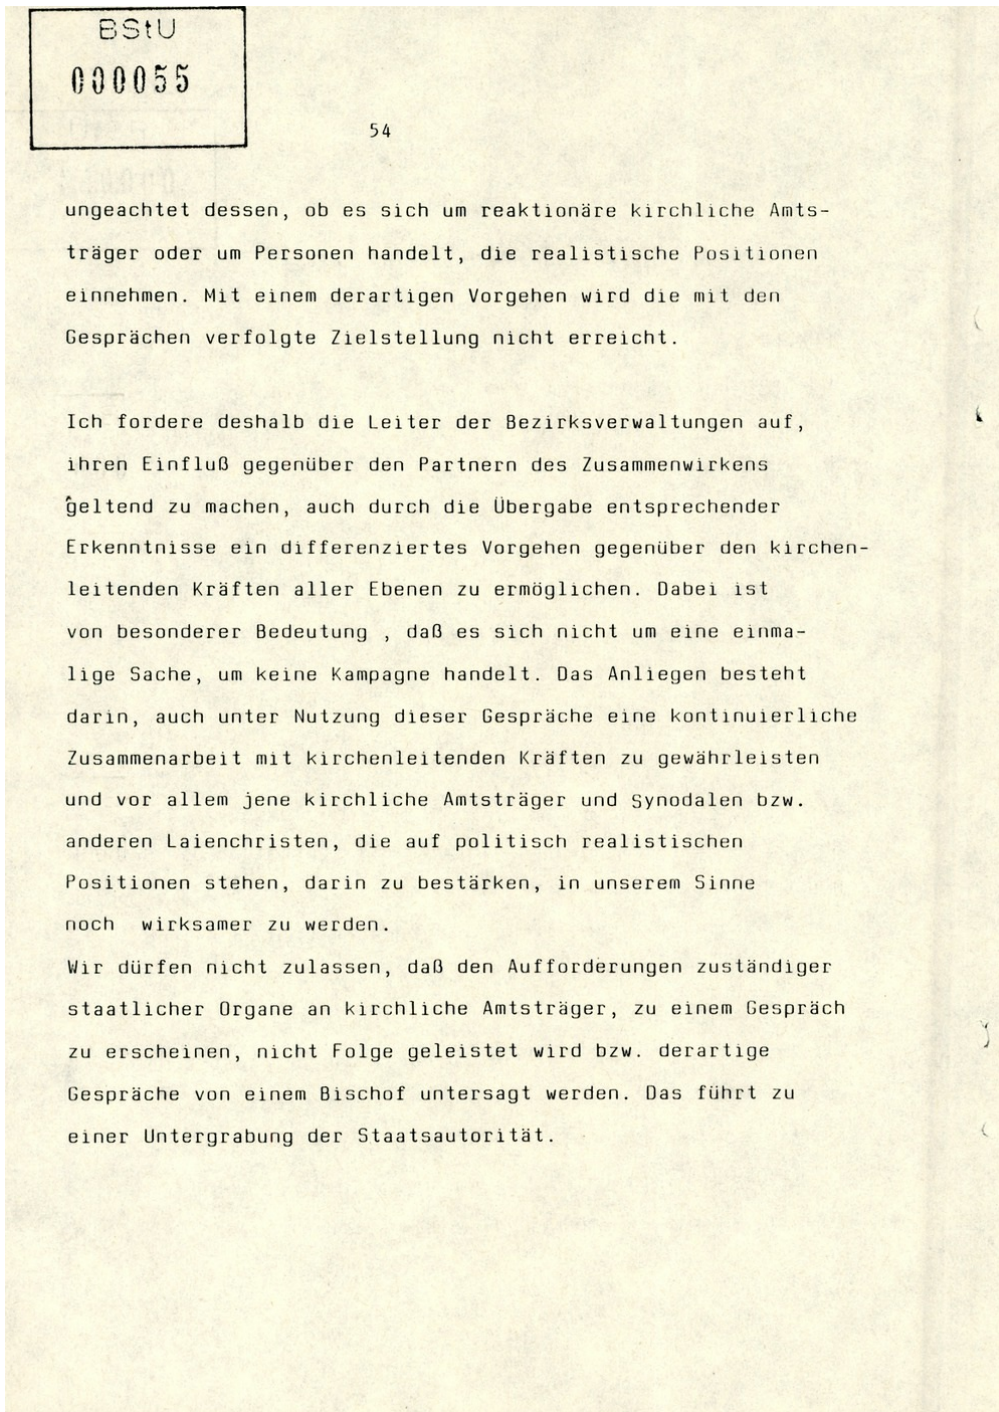 BStU
000055
54
ungeachtet dessen, ob es sich um reaktionäre kirchliche Amts-
träger oder um Personen handelt, die realistische Positionen
einnehmen. Mit einem derartigen Vorgehen wird die mit den
Gesprächen verfolgte Zielstellung nicht erreicht.
Ich fordere deshalb die Leiter der Bezirksverwaltungen auf,
ihren Einfluß gegenüber den Partnern des Zusammenwirkens
geltend zu machen, auch durch die Übergabe entsprechender
Erkenntnisse ein differenziertes Vorgehen gegenüber den kirchen-
leitenden Kräften aller Ebenen zu ermöglichen. Dabei ist
von besonderer Bedeutung , daß es sich nicht um eine einma-
lige Sache, um keine Kampagne handelt. Das Anliegen besteht
darin, auch unter Nutzung dieser Gespräche eine kontinuierliche
Zusammenarbeit mit kirchenleitenden Kräften zu gewährleisten
und vor allem jene kirchliche Amtsträger und Synodalen bzw.
anderen Laienchristen, die auf politisch realistischen
Positionen stehen, darin zu bestärken, in unserem Sinne
noch  wirksamer zu werden.
Wir dürfen nicht zulassen, daß den Aufforderungen zuständiger
staatlicher Organe an kirchliche Amtsträger, zu einem Gespräch
zu erscheinen, nicht Folge geleistet wird bzw. derartige
Gespräche von einem Bischof untersagt werden. Das führt zu
einer Untergrabung der Staatsautorität.